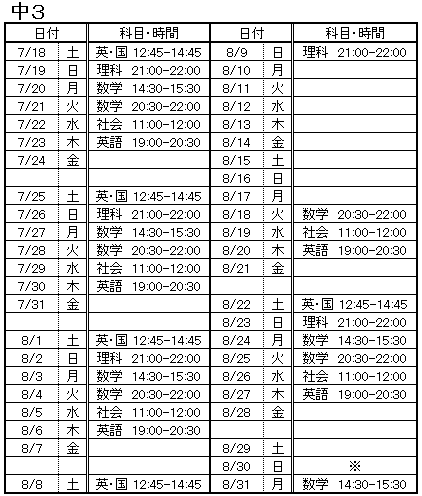 中3
日付 科目・時間 日付 科目・時間
7/18 土 英・国 12:45-14:45 8/9 日 理科 21:00-22:00
7/19 日 理科 21:00-22:00 8/10 月
7/20 月 数学 14:30-15:30 8/11 火
7/21 火 数学 20:30-22:00 8/12 水
7/22 水 社会 11:00-12:00 8/13 木
7/23 木 英語 19:00-20:30 8/14 金
7/24 金 8/15 土
8/16 日
7/25 土 英・国 12:45-14:45 8/17 月
7/26 日 理科 21:00-22:00 8/18 火 数学 20:30-22:00
7/27 月 数学 14:30-15:30 8/19 水 社会 11:00-12:00
7/28 火 数学 20:30-22:00 8/20 木 英語 19:00-20:30
7/29 水 社会 11:00-12:00 8/21 金
7/30 木 英語 19:00-20:30
7/31 金 8/22 土 英・国 12:45-14:45
8/23 日 理科 21:00-22:00
8/1 土 英・国 12:45-14:45 8/24 月 数学 14:30-15:30
8/2 日 理科 21:00-22:00 8/25 火 数学 20:30-22:00
8/3 月 数学 14:30-15:30 8/26 水 社会 11:00-12:00
8/4 火 数学 20:30-22:00 8/27 木 英語 19:00-20:30
8/5 水 社会 11:00-12:00 8/28 金
8/6 木 英語 19:00-20:30
8/7 金 8/29 土
8/30 日 ※
8/8 土 英・国 12:45-14:45 8/31 月 数学 14:30-15:30